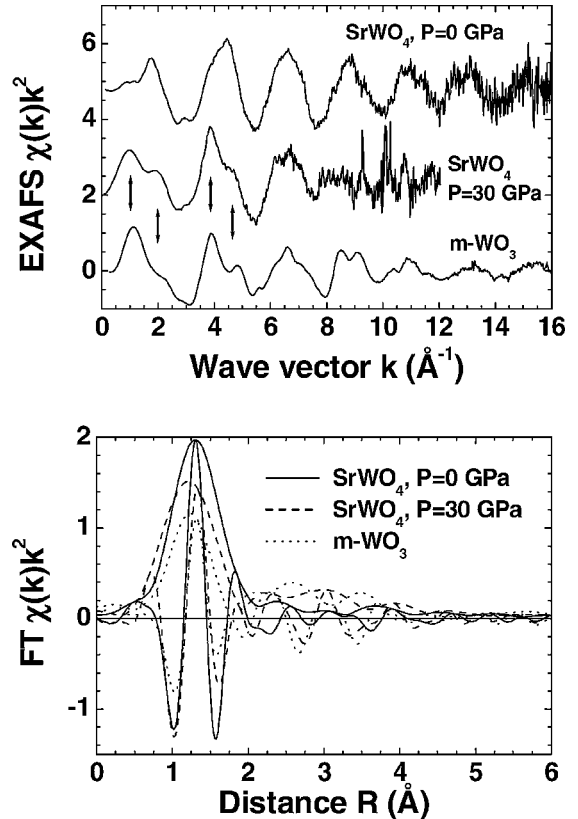 EXAFS χ(k)k²
6
4
2
0
SrWO₄, P=0 GPa
SrWO₄
P=30 GPa
m-WO₃
0 2 4 6 8 10 12 14 16
Wave vector k (Å⁻¹)
FT χ(k)k²
2
1
0
-1
SrWO₄, P=0 GPa
SrWO₄, P=30 GPa
m-WO₃
0 1 2 3 4 5 6
Distance R (Å)